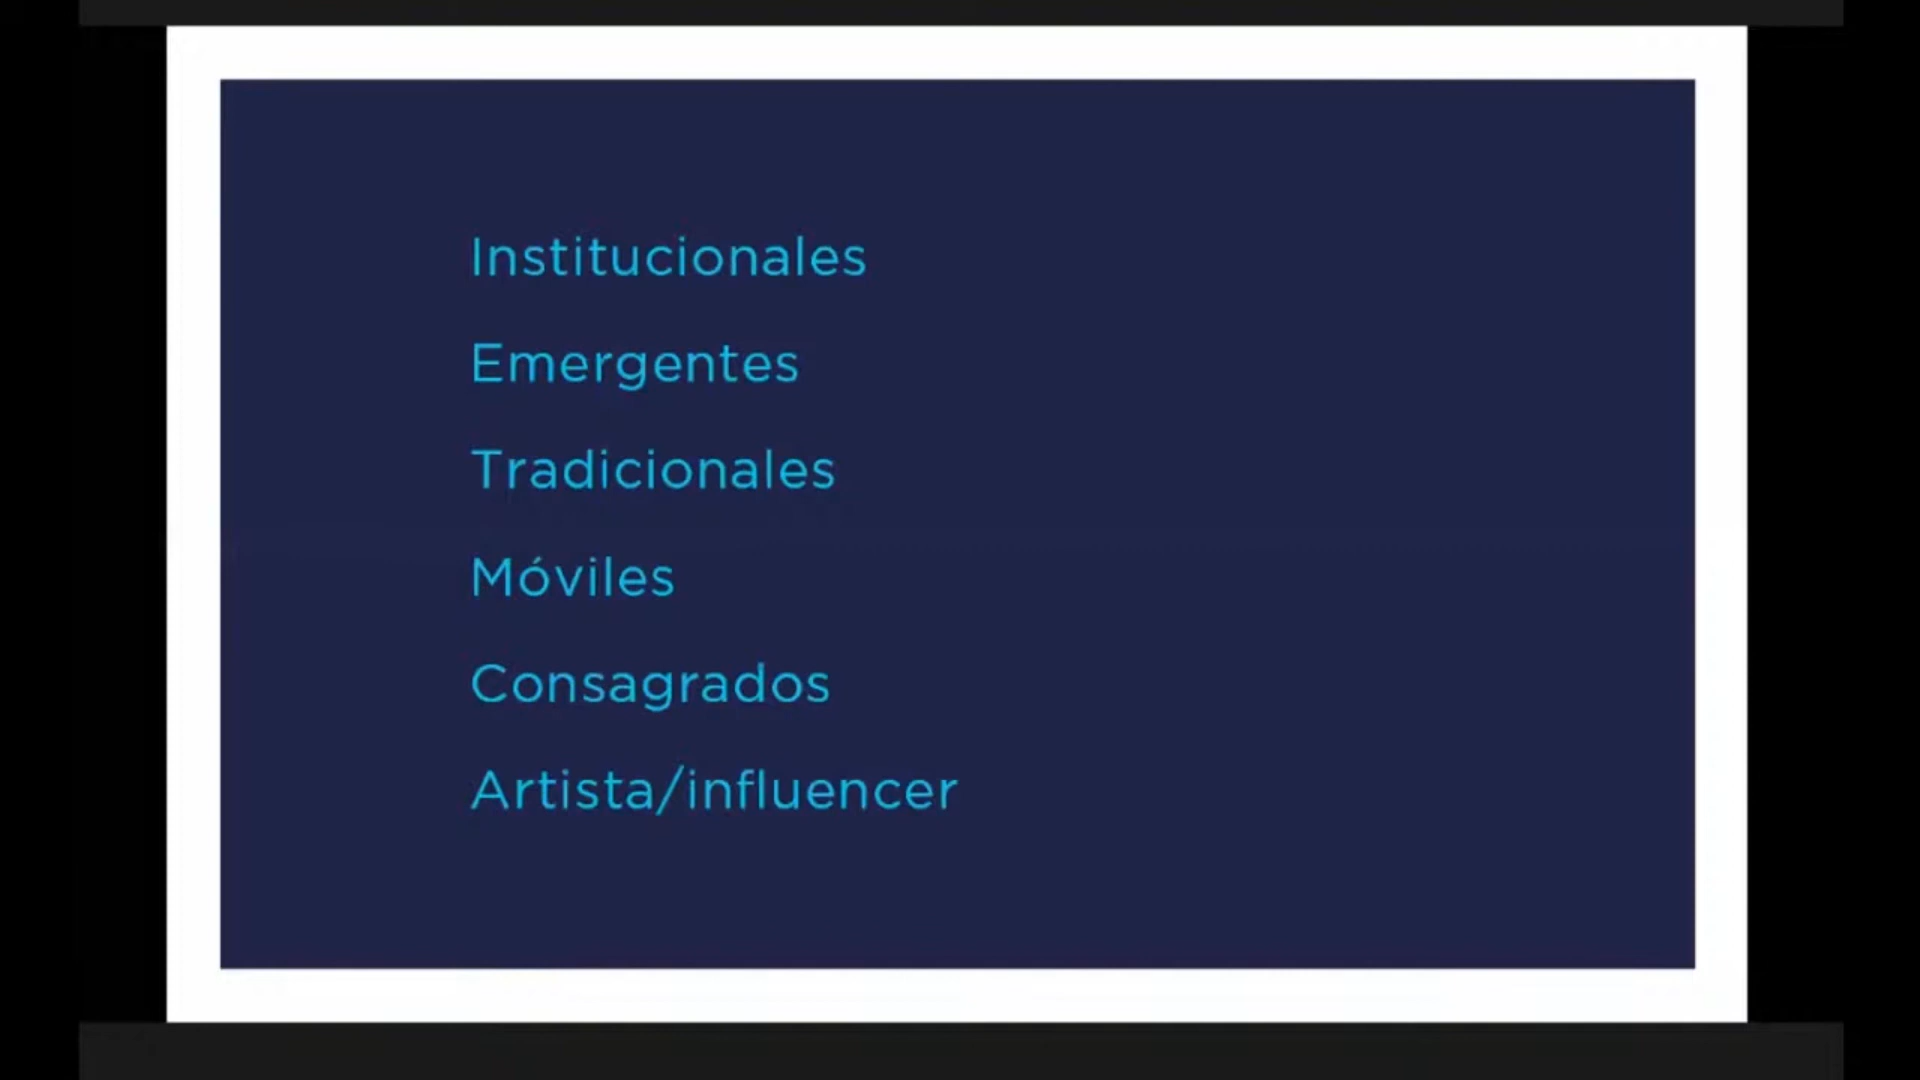 Institucionales
Emergentes
Tradicionales
Móviles
Consagrados
Artista/influencer